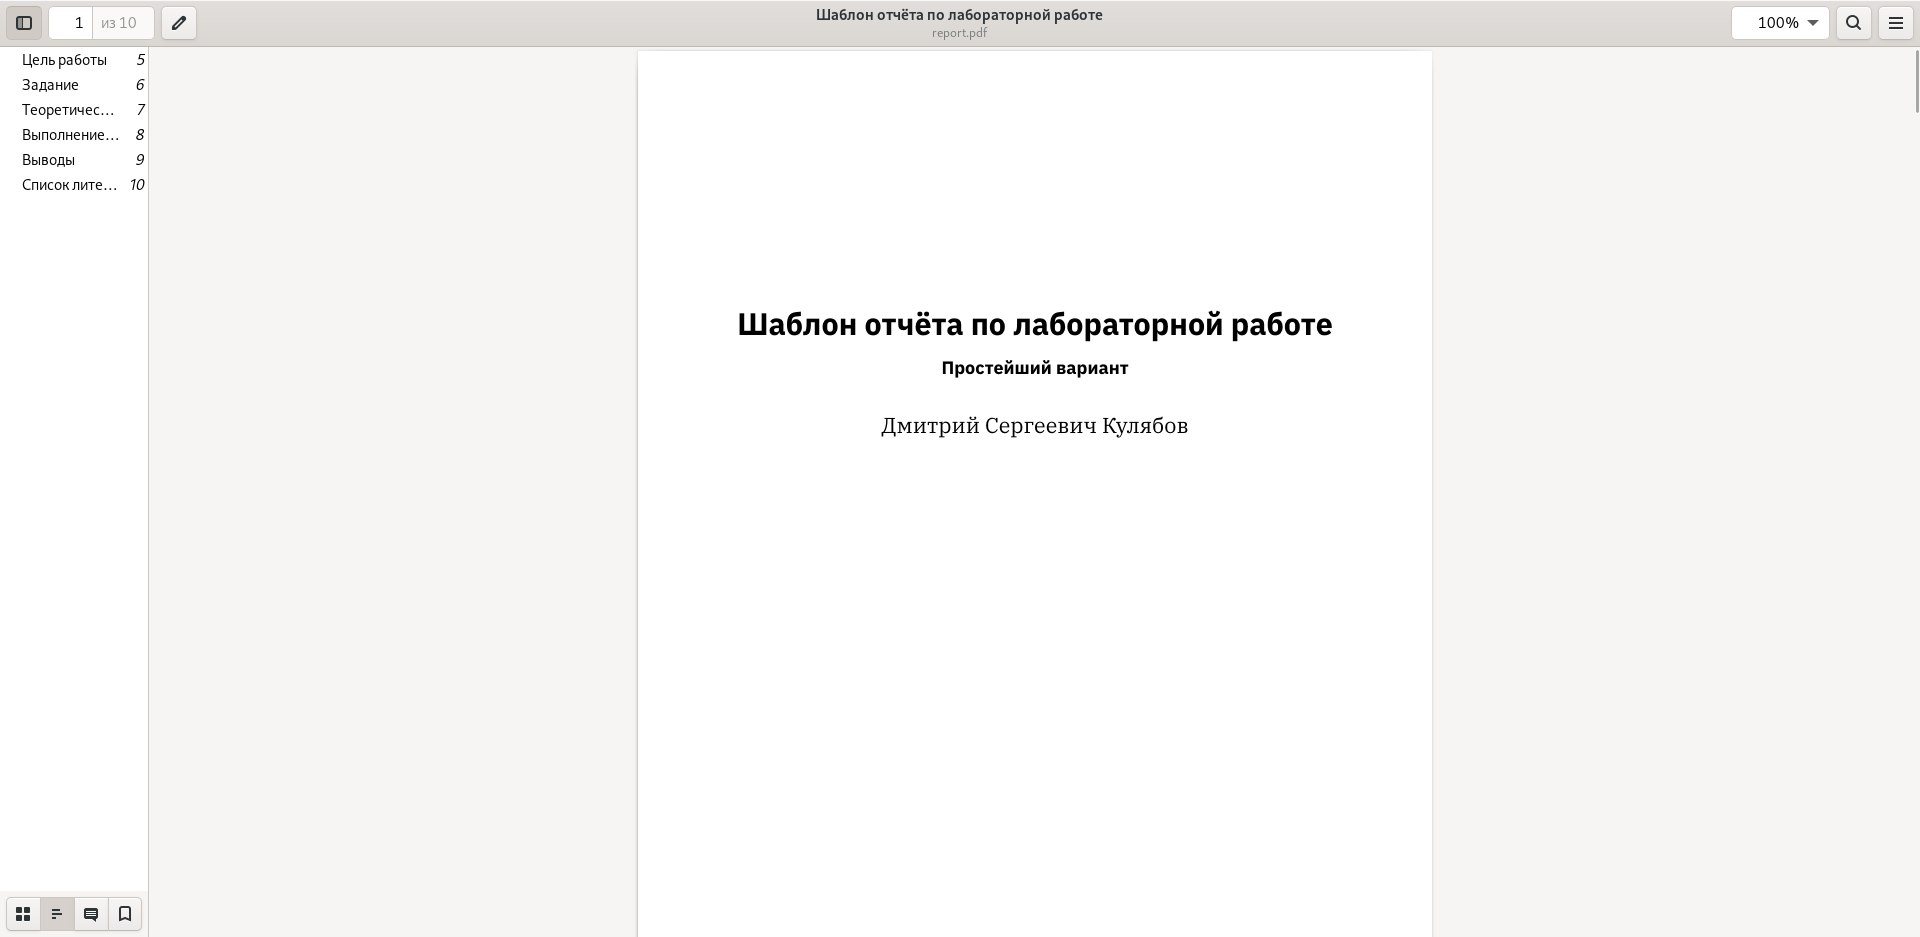 1 из 10
Шаблон отчёта по лабораторной работе
report.pdf
100%
Цель работы 5
Задание 6
Теоретичес… 7
Выполнение… 8
Выводы 9
Список лите… 10
Шаблон отчёта по лабораторной работе
Простейший вариант
Дмитрий Сергеевич Кулябов